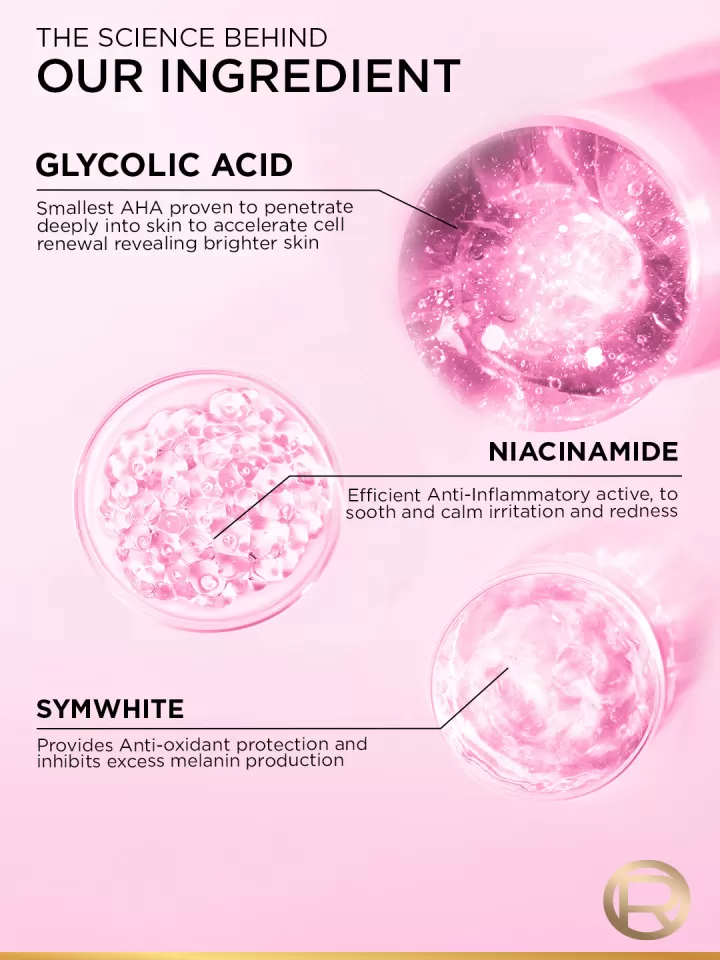 THE SCIENCE BEHIND
OUR INGREDIENT
GLYCOLIC ACID
Smallest AHA proven to penetrate
deeply into skin to accelerate cell
renewal revealing brighter skin
NIACINAMIDE
Efficient Anti-Inflammatory active, to
sooth and calm irritation and redness
SYMWHITE
Provides Anti-oxidant protection and
inhibits excess melanin production
R